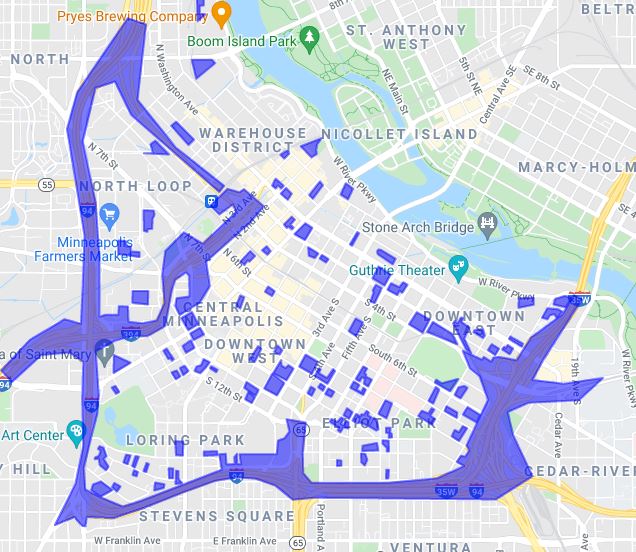 Pryes Brewing Company
BELTR
ST. ANTHONY
WEST
Boom Island Park
NORTH
N Washington Ave
5th St NE
SE 8th St
NE Main St
Central Ave SE
WAREHOUSE
DISTRICT
NICOLLET ISLAND
N 7th St
W River Pkwy
MARCY-HOLM
55
NORTH LOOP
SE 4
94
N 3rd Ave
N 2nd Ave
Stone Arch Bridge
Minneapolis
Farmers Market
N 7th St
N 6th St
Guthrie Theater
W River Pkwy
35W
CENTRAL
MINNEAPOLIS
3rd Ave S
S 4th St
DOWNTOWN
EAST
394
Fifth Ave S
DOWNTOWN
WEST
a of Saint Mary
South 6th St
19th Ave S
W River Pkwy
94
S 12th St
94
65
Art Center
LORING PARK
ELLIOT PARK
Cedar Ave
Y HILL
94
CEDAR-RIVER
35W
94
STEVENS SQUARE
Portland A
W Franklin Ave
E Franklin Ave
65
VENTURA